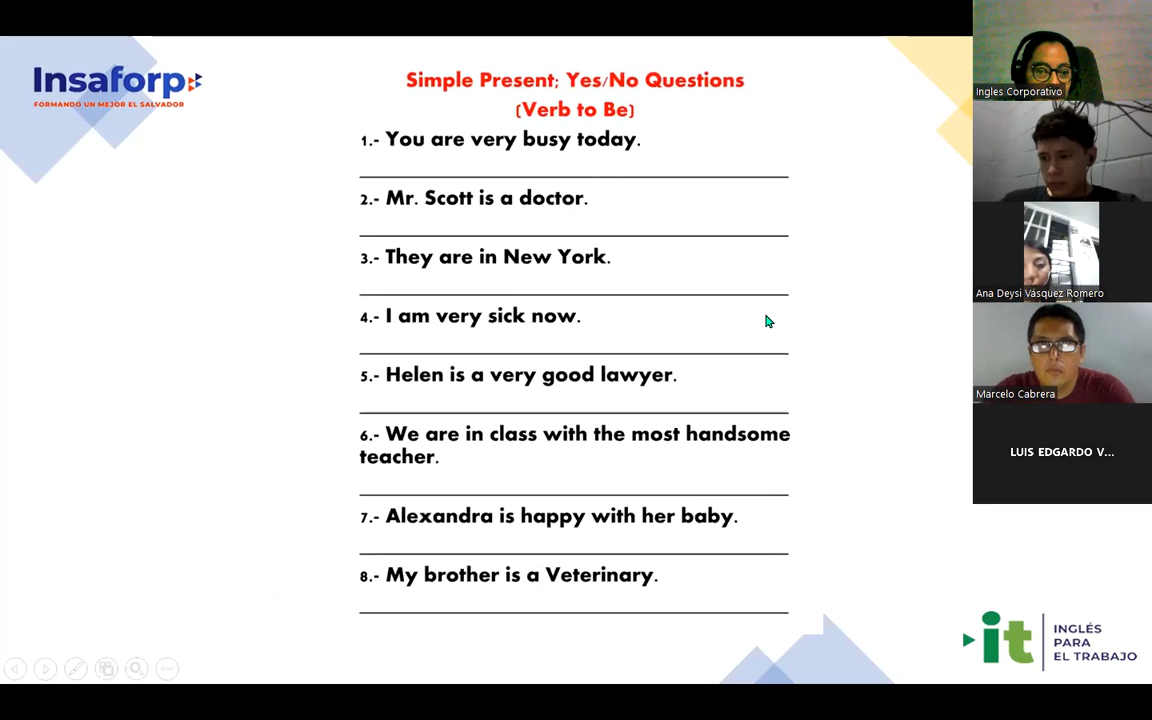 Insaforp
FORMANDO UN MEJOR EL SALVADOR
Simple Present; Yes/No Questions
(Verb to Be)
1.- You are very busy today.
2.- Mr. Scott is a doctor.
3.- They are in New York.
4.- I am very sick now.
5.- Helen is a very good lawyer.
6.- We are in class with the most handsome
teacher.
7.- Alexandra is happy with her baby.
8.- My brother is a Veterinary.
Ingles Corporativo
Ana Deysi Vásquez Romero
Marcelo Cabrera
LUIS EDGARDO V...
it
INGLÉS
PARA
EL TRABAJO